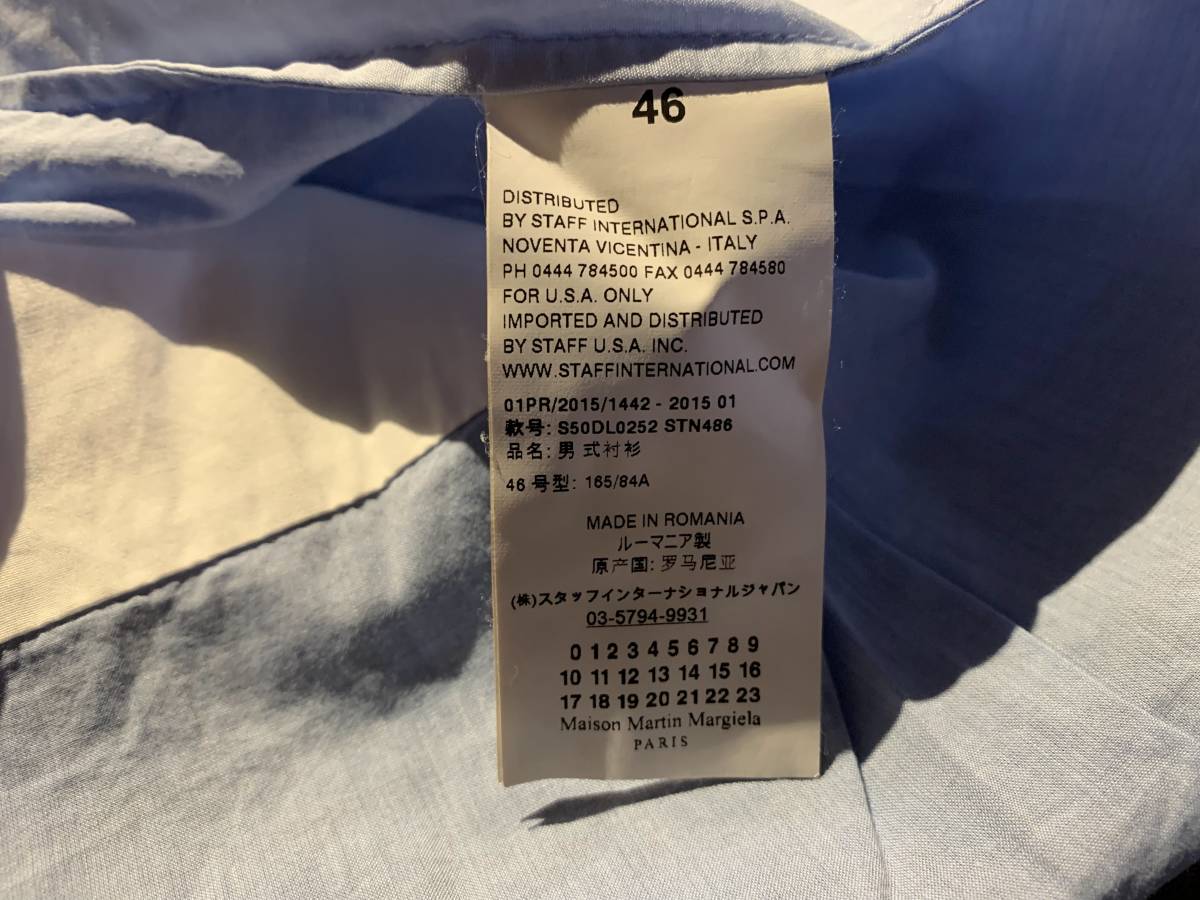 46
DISTRIBUTED
BY STAFF INTERNATIONAL S.P.A.
NOVENTA VICENTINA - ITALY
PH 0444 784500 FAX 0444 784580
FOR U.S.A. ONLY
IMPORTED AND DISTRIBUTED
BY STAFF U.S.A. INC.
WWW.STAFFINTERNATIONAL.COM
01PR/2015/1442 - 2015 01
款号: S50DL0252 STN486
品名: 男 式衬衫
46 号型: 165/84A
MADE IN ROMANIA
ルーマニア製
原产国: 罗马尼亚
(株)スタッフインターナショナルジャパン
03-5794-9931
0 1 2 3 4 5 6 7 8 9
10 11 12 13 14 15 16
17 18 19 20 21 22 23
Maison Martin Margiela
PARIS